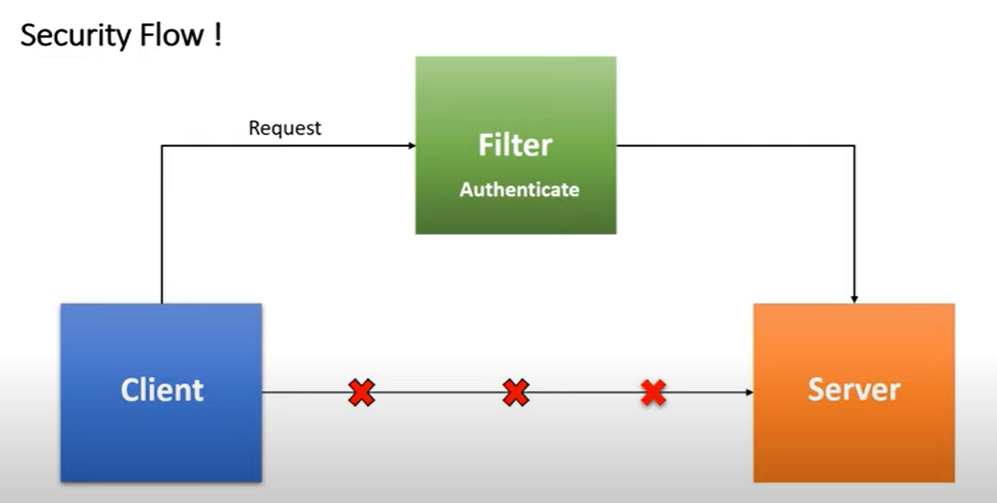 Security Flow !
Request
Filter
Authenticate
Client
Server